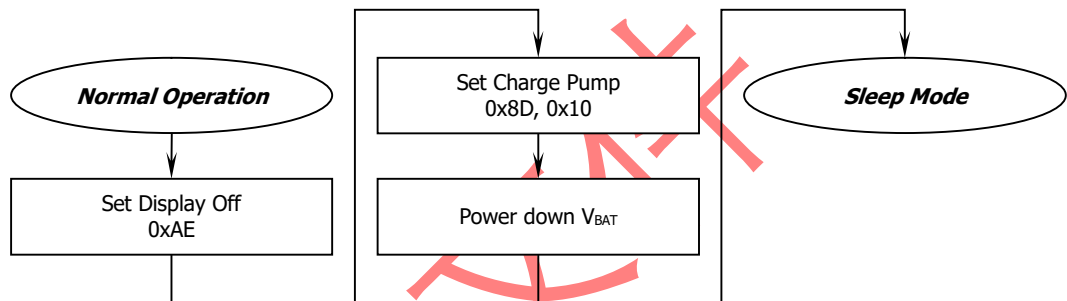 Normal Operation
Set Display Off
0xAE
Set Charge Pump
0x8D, 0x10
Power down VBAT
Sleep Mode